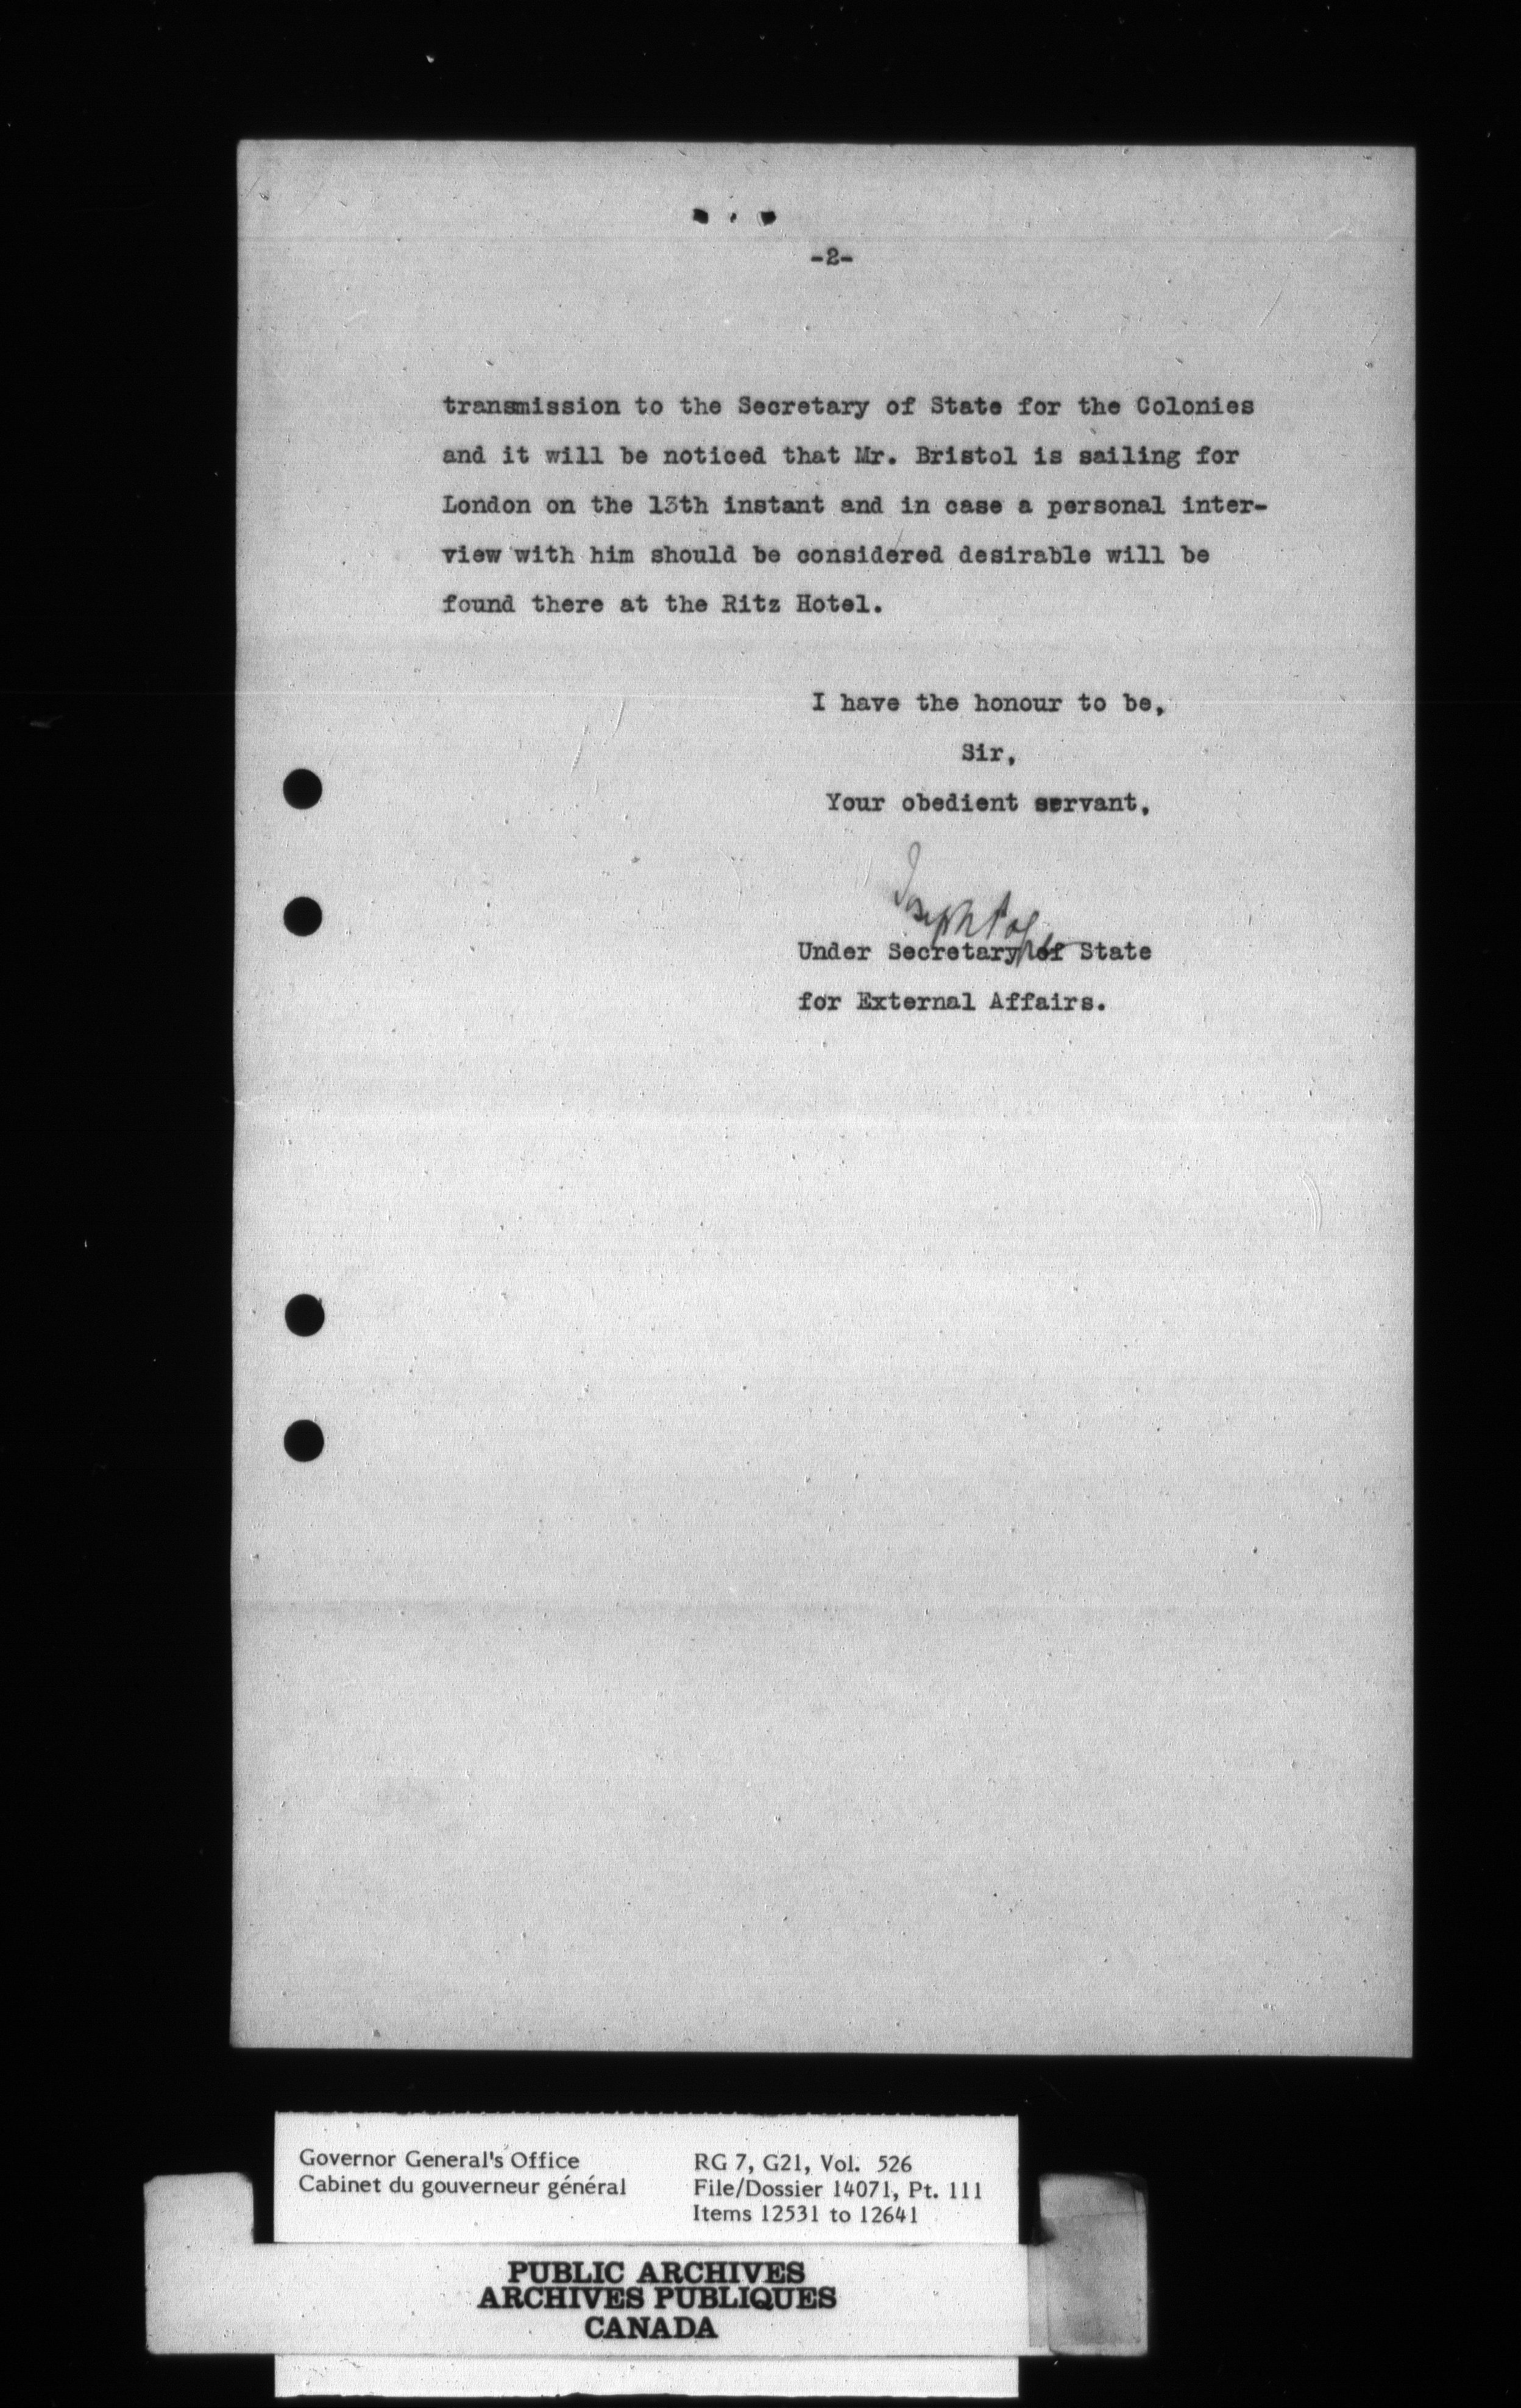 -2-
transmission to the Secretary of State for the Colonies
and it will be noticed that Mr. Bristol is sailing for
London on the 13th instant and in case a personal inter-
view with him should be considered desirable will be
found there at the Ritz Hotel.
I have the honour to be,
Sir,
Your obedient servant,
Joseph Pope
Under Secretary of State
for External Affairs.
Governor General's Office
Cabinet du gouverneur général
RG 7, G21, Vol. 526
File/Dossier 14071, Pt. 111
Items 12531 to 12641
PUBLIC ARCHIVES
ARCHIVES PUBLIQUES
CANADA